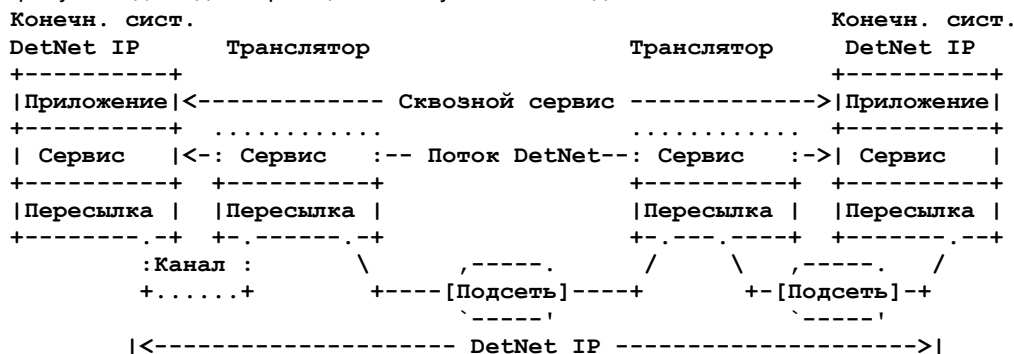 Конечн. сист. Конечн. сист.
DetNet IP Транслятор Транслятор DetNet IP
+----------+ +----------+
|Приложение|<------------- Сквозной сервис ------------->|Приложение|
+----------+ ............ ............ +----------+
| Сервис |<-: Сервис :-- Поток DetNet--: Сервис :->| Сервис |
+----------+ +----------+ +----------+ +----------+
|Пересылка | |Пересылка | |Пересылка | |Пересылка |
+--------.-+ +-.------.-+ +-.---.----+ +-------.--+
:Канал : \ ,-----. / \ ,-----. /
+......+ +----[Подсеть]----+ +-[Подсеть]-+
`-----' `-----'
|<--------------------- DetNet IP --------------------->|